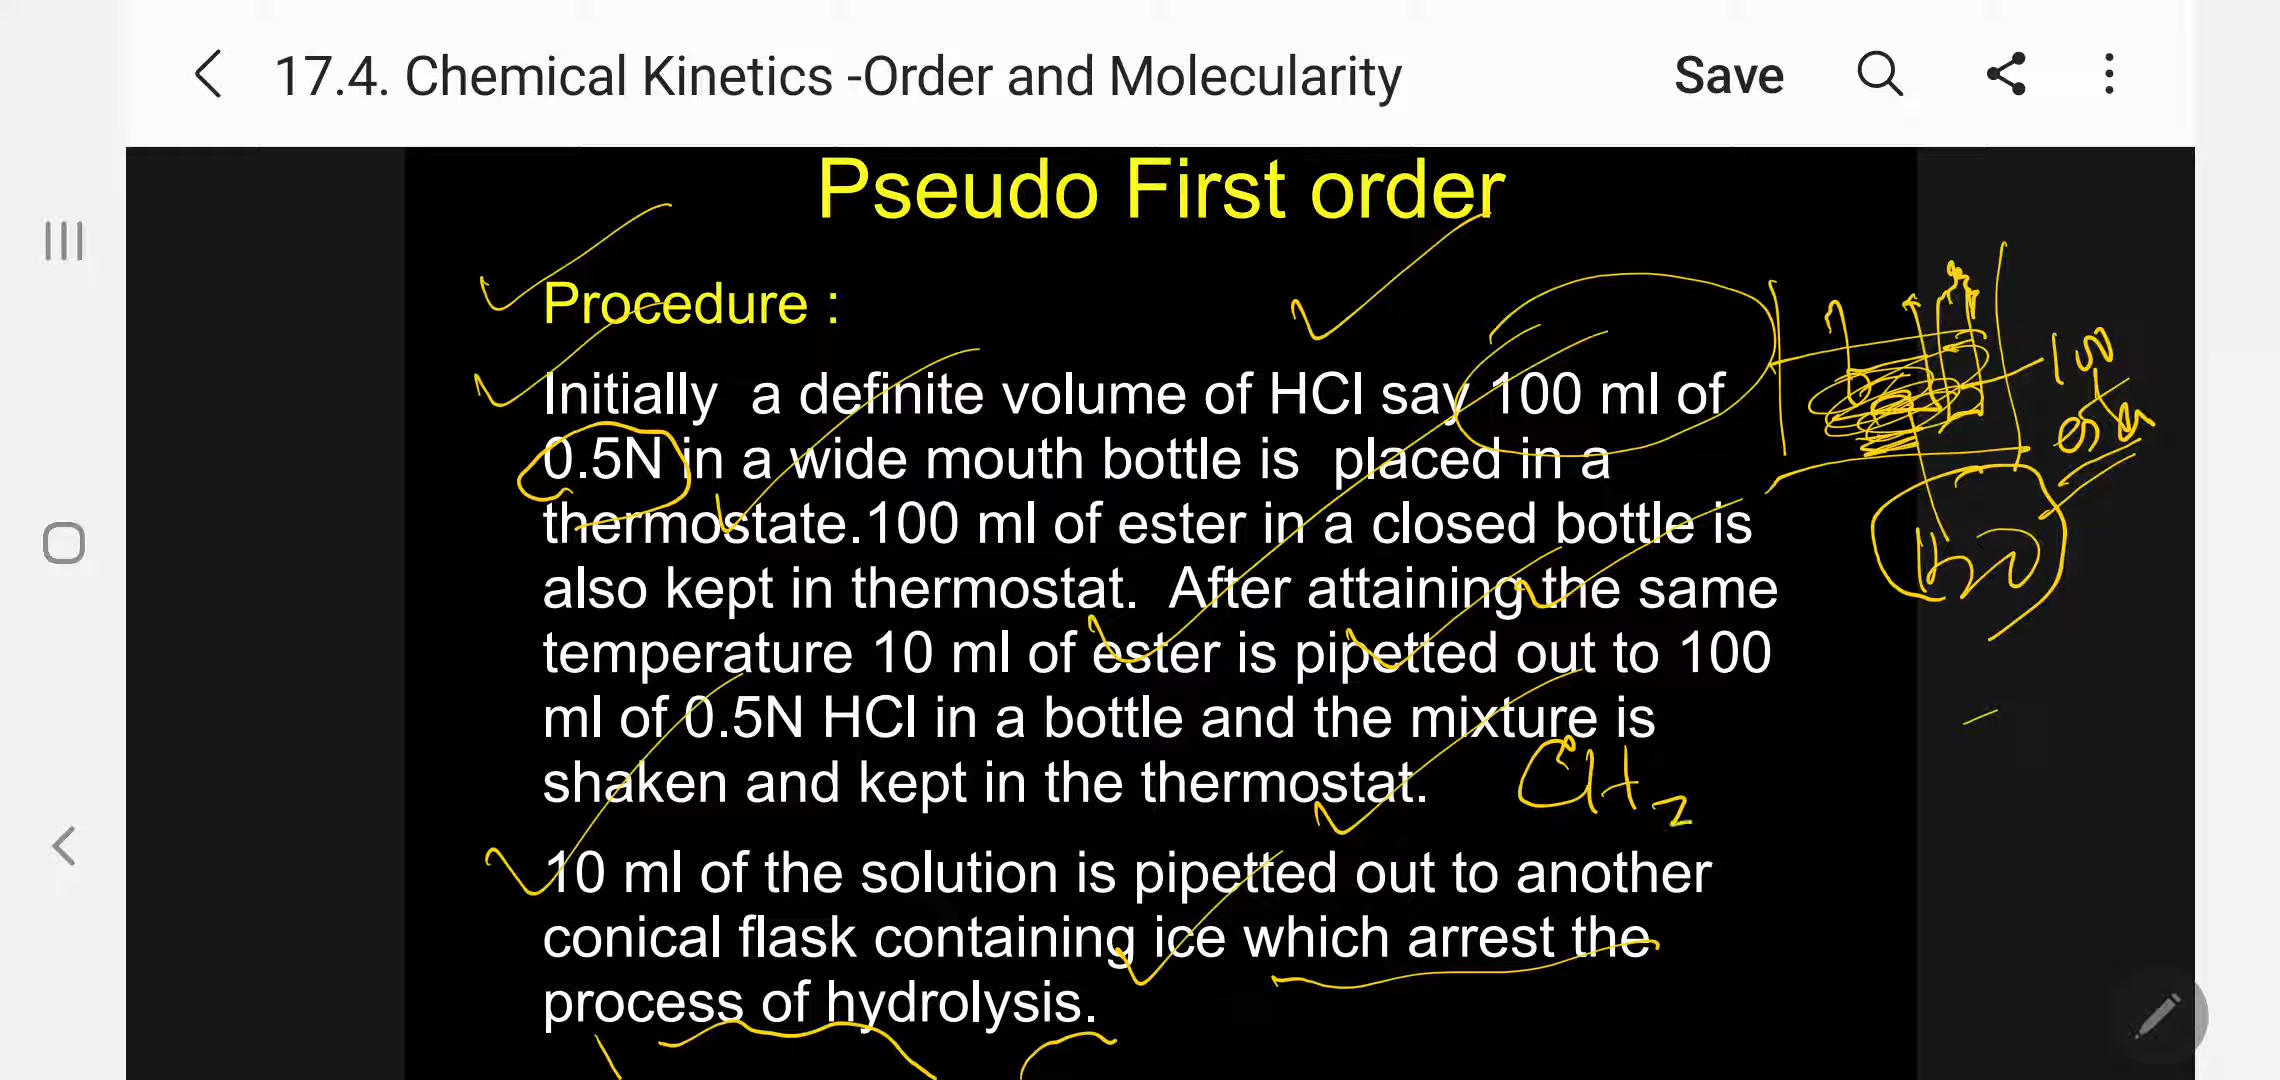 17.4. Chemical Kinetics -Order and Molecularity Save
Pseudo First order
Procedure :
Initially a definite volume of HCl say 100 ml of
0.5N in a wide mouth bottle is placed in a
thermostate.100 ml of ester in a closed bottle is
also kept in thermostat. After attaining the same
temperature 10 ml of ester is pipetted out to 100
ml of 0.5N HCl in a bottle and the mixture is
shaken and kept in the thermostat.
10 ml of the solution is pipetted out to another
conical flask containing ice which arrest the
process of hydrolysis.
100
ester